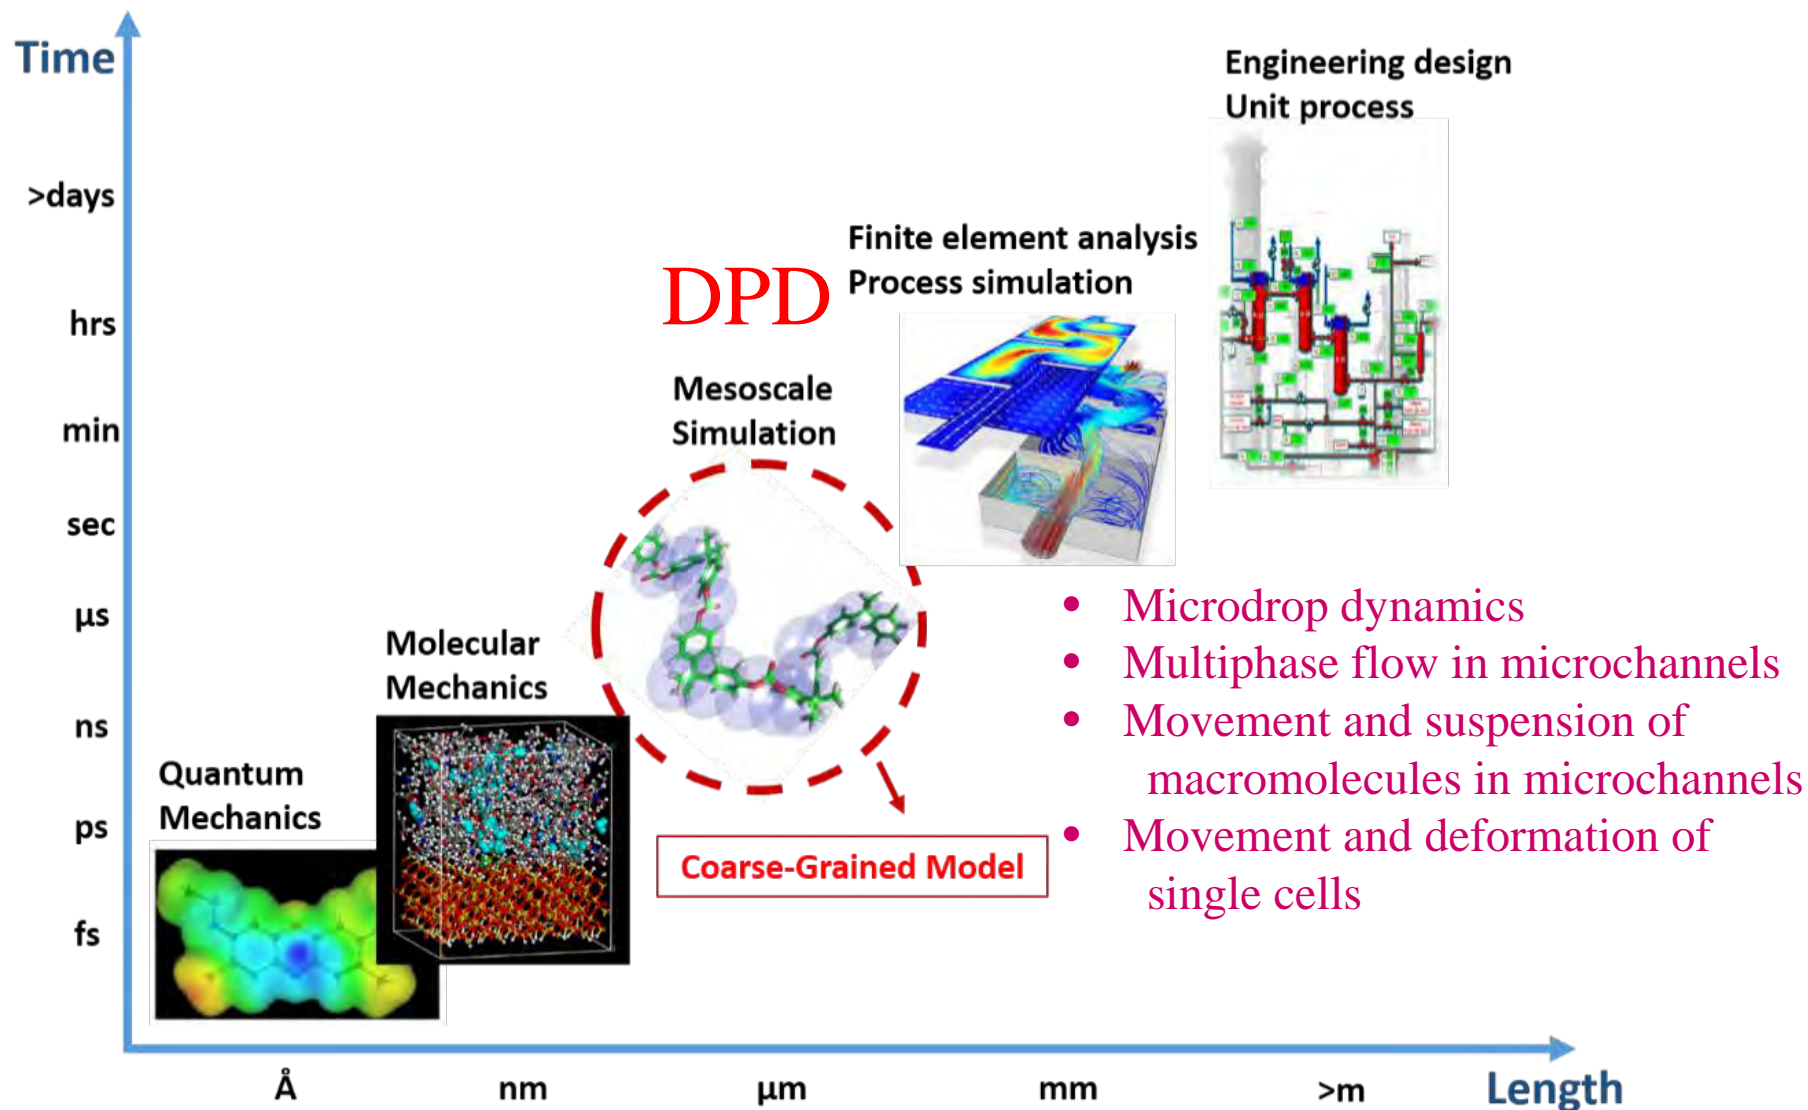 Time
>days
hrs
min
sec
µs
ns
ps
fs
Engineering design
Unit process
Finite element analysis
Process simulation
DPD
Mesoscale
Simulation
Molecular
Mechanics
Quantum
Mechanics
Coarse-Grained Model
• Microdrop dynamics
• Multiphase flow in microchannels
• Movement and suspension of
macromolecules in microchannels
• Movement and deformation of
single cells
Å
nm
µm
mm
>m
Length